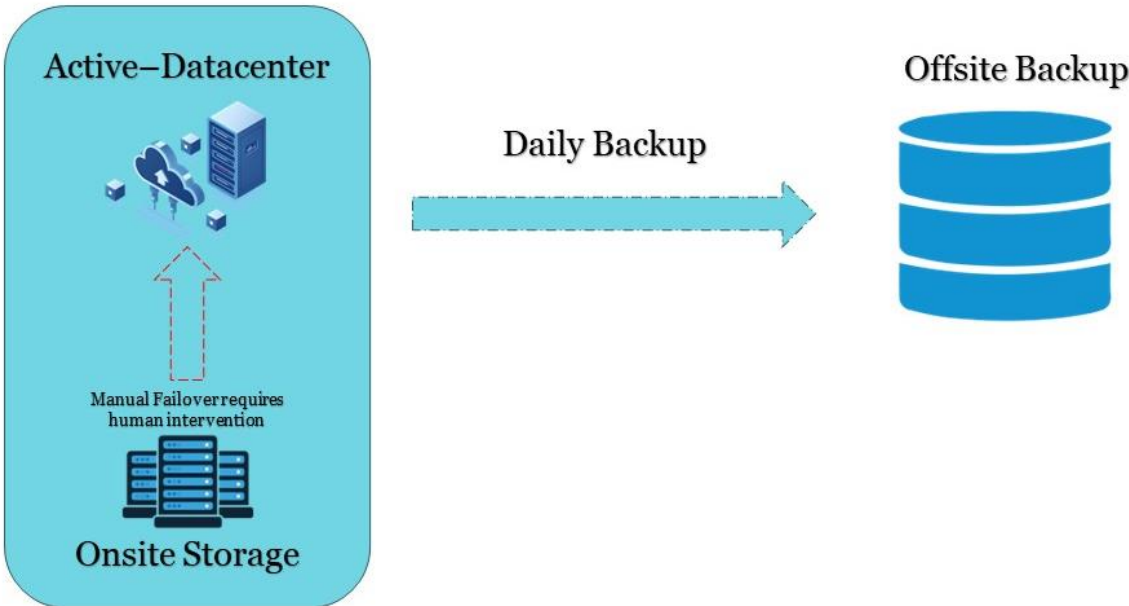 Active–Datacenter
Offsite Backup
Daily Backup
Manual Failover requires
human intervention
Onsite Storage